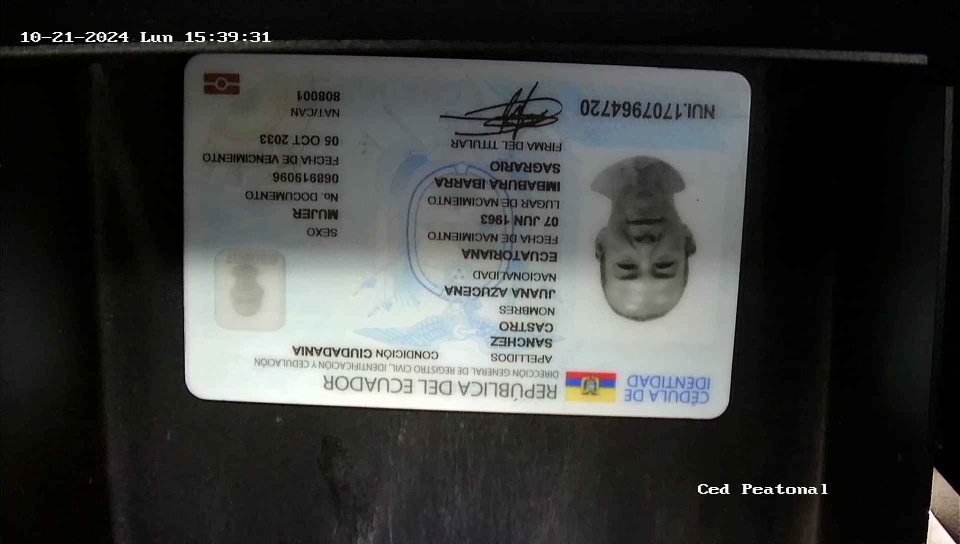 10-21-2024 Lun 15:39:31
CÉDULA DE
IDENTIDAD
REPÚBLICA DEL ECUADOR
DIRECCIÓN GENERAL DE REGISTRO CIVIL, IDENTIFICACIÓN Y CEDULACIÓN
APELLIDOS
SANCHEZ
CASTRO
CONDICIÓN CIUDADANIA
NOMBRES
JUANA AZUCENA
NACIONALIDAD
ECUATORIANA
FECHA DE NACIMIENTO
07 JUN 1963
LUGAR DE NACIMIENTO
IMBABURA IBARRA
SAGRARIO
FIRMA DEL TITULAR
SEXO
MUJER
No. DOCUMENTO
068919096
FECHA DE VENCIMIENTO
05 OCT 2033
NAT/CAN
808001
NUI.1707964720
Ced Peatonal